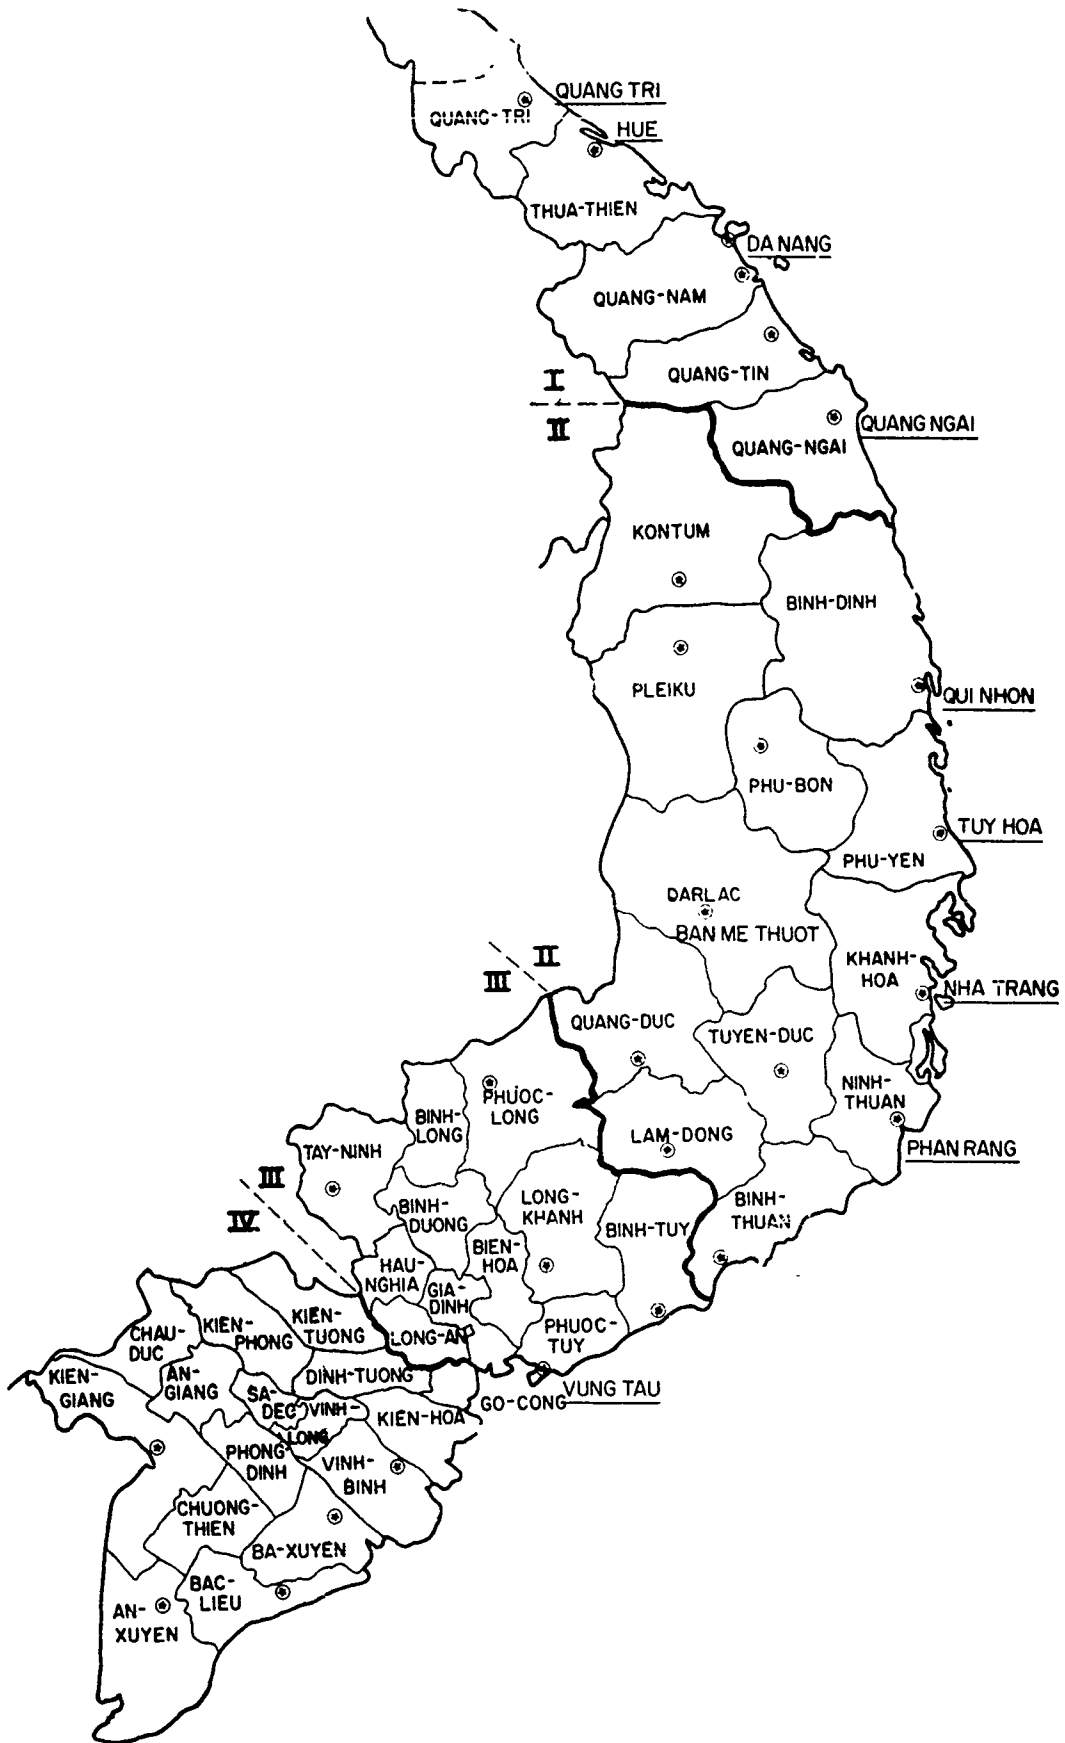 QUANG TRI
QUANG-TRI
HUE
THUA-THIEN
DA NANG
QUANG-NAM
QUANG-TIN
I
II
QUANG NGAI
QUANG-NGAI
KONTUM
BINH-DINH
PLEIKU
QUI NHON
PHU-BON
TUY HOA
PHU-YEN
DARLAC
BAN ME THUOT
II
III
KHANH-
HOA
NHA TRANG
QUANG-DUC
TUYEN-DUC
NINH-
THUAN
PHUOC-
LONG
BINH-
LONG
LAM-DONG
PHAN RANG
TAY-NINH
III
IV
BINH-
DUONG
LONG-
KHANH
BINH-TUY
BINH-
THUAN
BIEN-
HOA
HAU-
NGHIA
GIA-
DINH
LONG-AN
PHUOC-
TUY
VUNG TAU
GO-CONG
KIEN-
TUONG
KIEN-
PHONG
CHAU-
DUC
KIEN-
GIANG
AN-
GIANG
DINH-TUONG
SA-
DEC
VINH-
LONG
KIEN-HOA
PHONG-
DINH
VINH-
BINH
CHUONG-
THIEN
BA-XUYEN
BAC-
LIEU
AN-
XUYEN